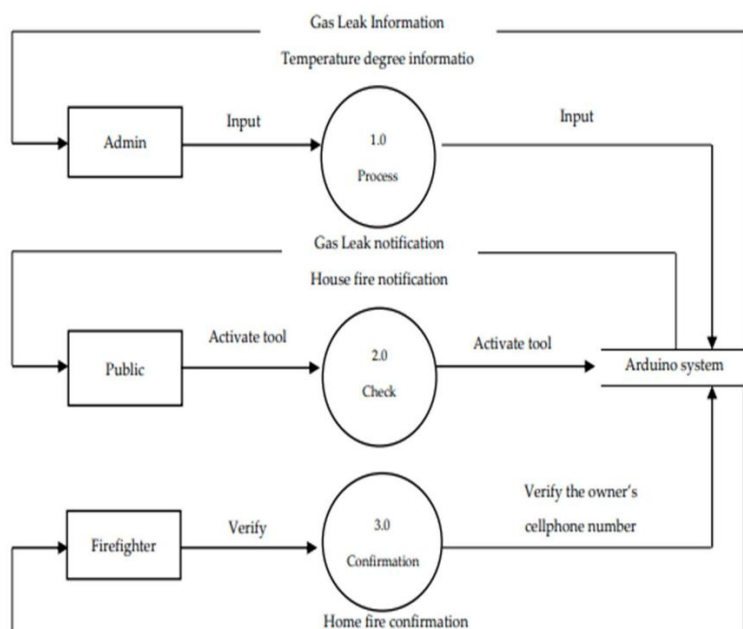 Gas Leak Information
Temperature degree informatio
Admin
Input
1.0
Process
Input
Gas Leak notification
House fire notification
Public
Activate tool
2.0
Check
Activate tool
Arduino system
Firefighter
Verify
3.0
Confirmation
Verify the owner's
cellphone number
Home fire confirmation